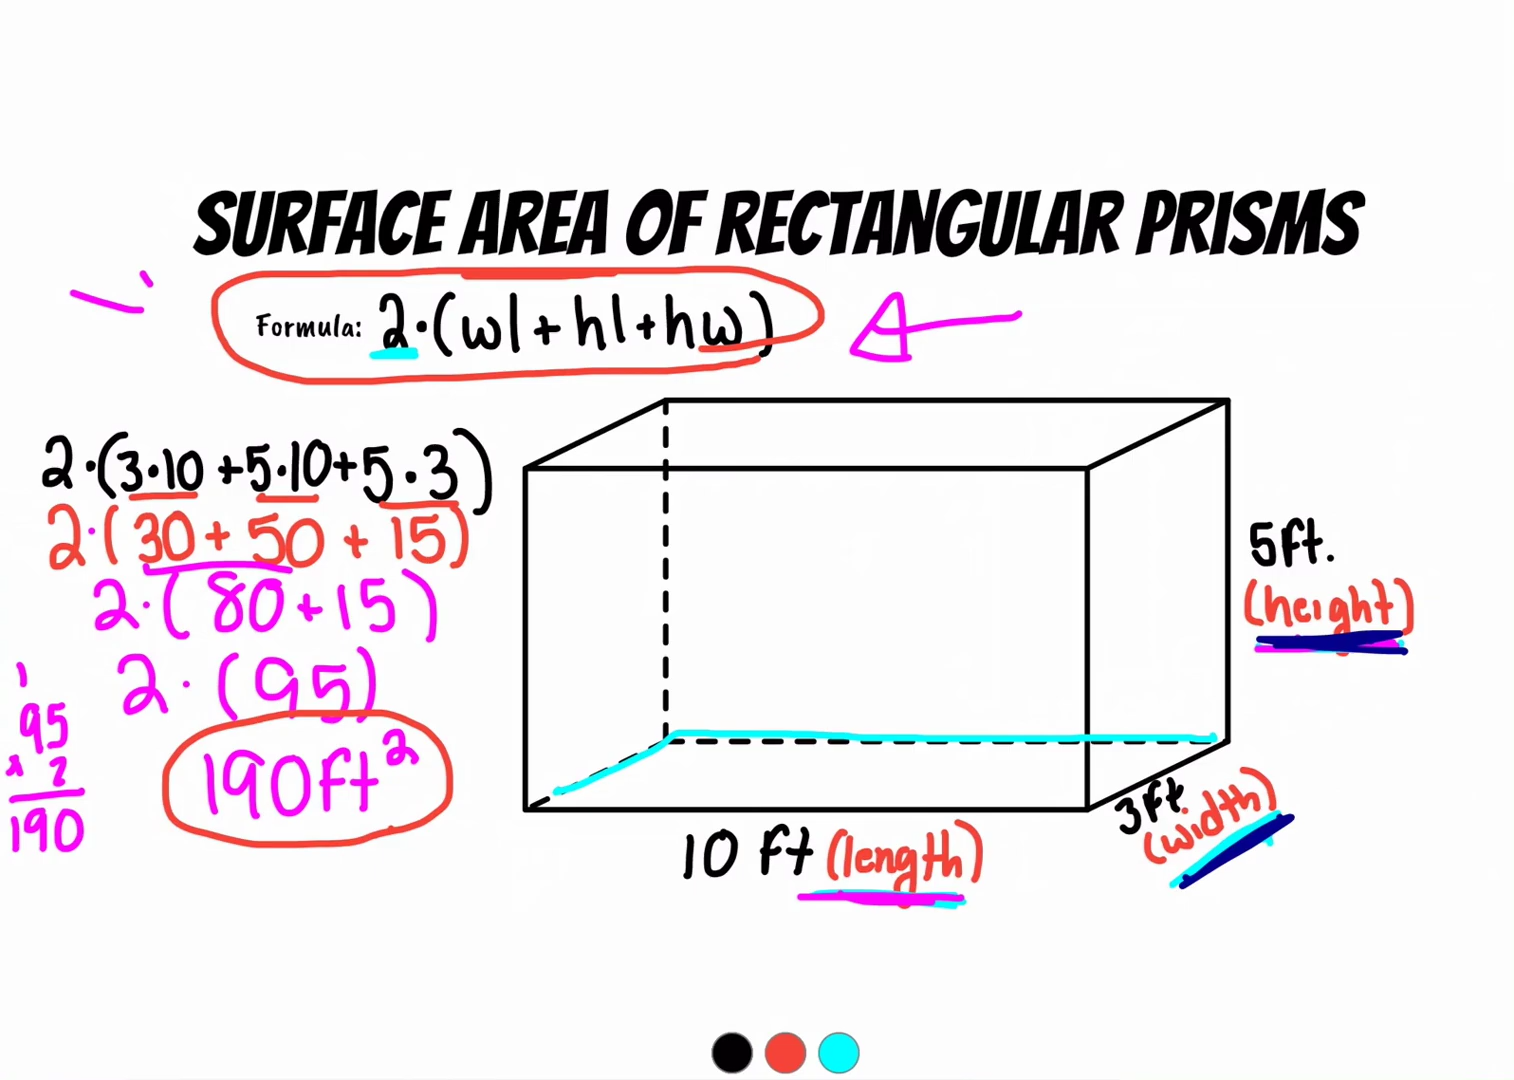 SURFACE AREA OF RECTANGULAR PRISMS
Formula: 2·(wl+hl+hw)
2·(3·10+5·10+5·3)
2·(30+50+15)
2·(80+15)
2·(95)
190ft²
1
95
x 2
190
5ft.
(height)
3ft.
(width)
10 ft (length)